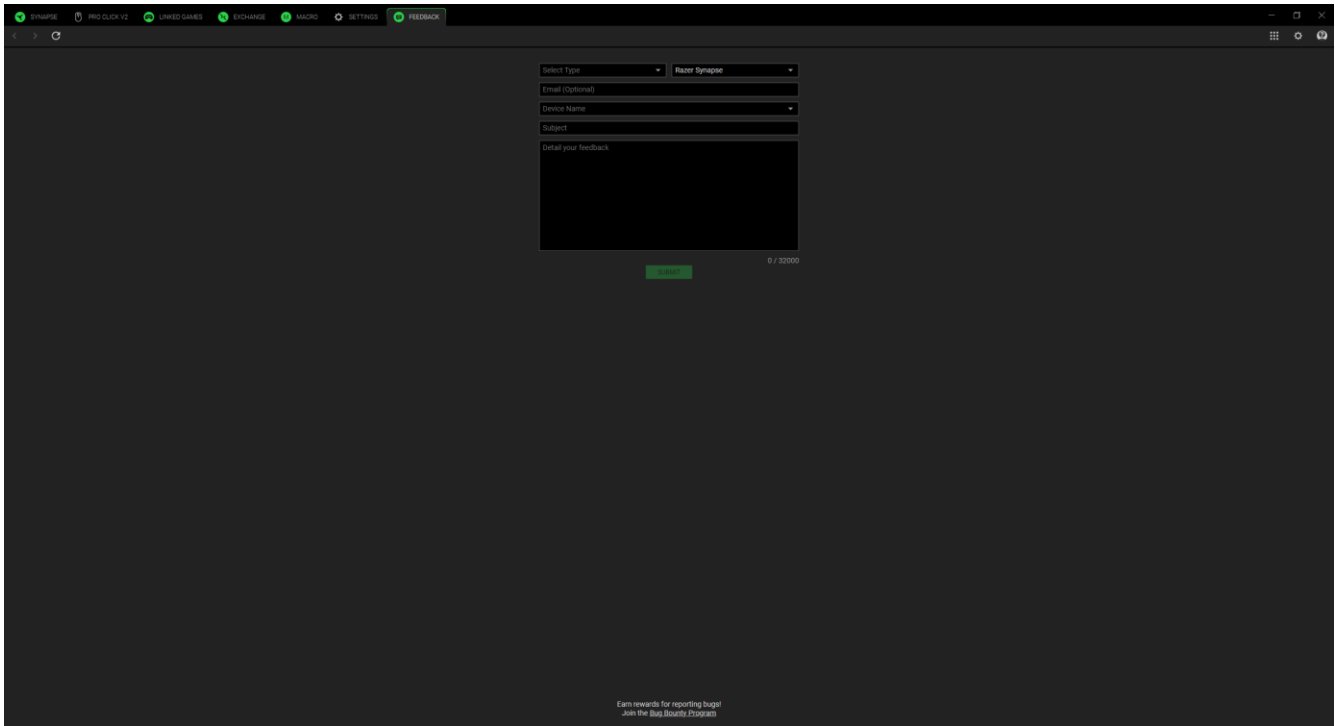 SYNAPSE PRO CLICK V2 LINKED GAMES EXCHANGE MACRO SETTINGS FEEDBACK
Select Type Razer Synapse
Email (Optional)
Device Name
Subject
Detail your feedback
0 / 32000
SUBMIT
Earn rewards for reporting bugs!
Join the Bug Bounty Program